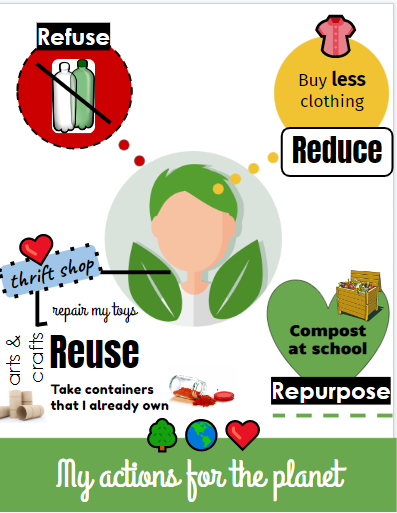 Refuse
Buy less
clothing
Reduce
thrift shop
repair my toys
arts &
crafts
Reuse
Take containers
that I already own
Compost
at school
Repurpose
My actions for the planet